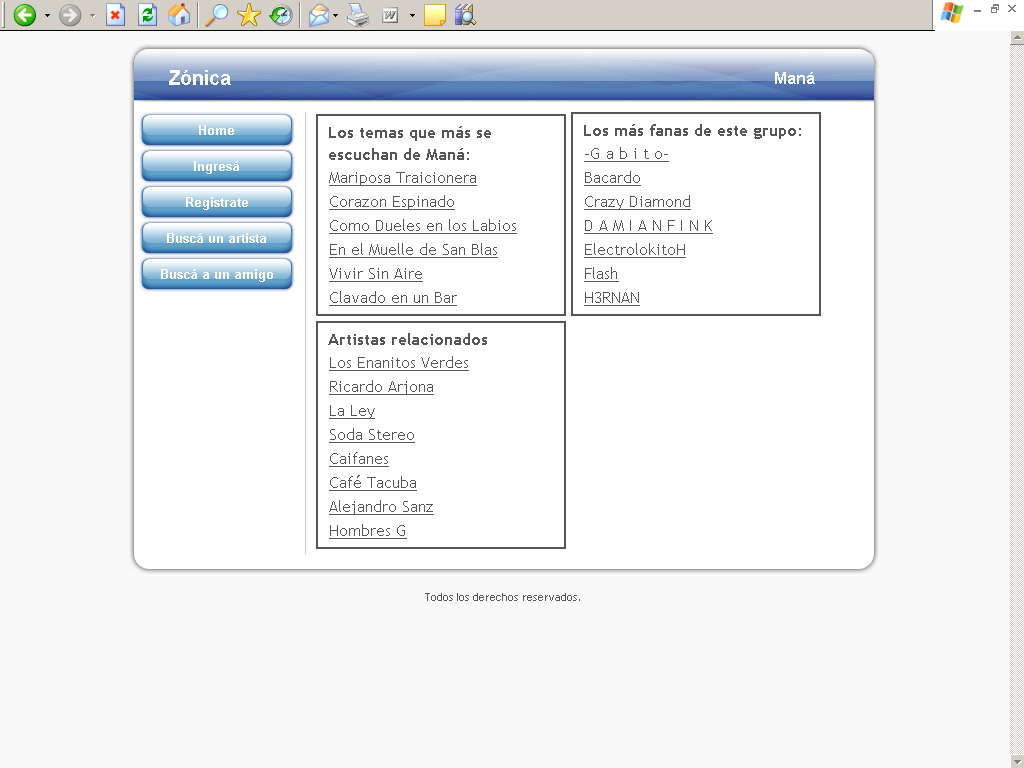 Zónica
Maná
Home
Ingresá
Registrate
Buscá un artista
Buscá a un amigo
Los temas que más se
escuchan de Maná:
Mariposa Traicionera
Corazon Espinado
Como Dueles en los Labios
En el Muelle de San Blas
Vivir Sin Aire
Clavado en un Bar
Los más fanas de este grupo:
-G a b i t o-
Bacardo
Crazy Diamond
D A M I A N F I N K
ElectrolokitoH
Flash
H3RNAN
Artistas relacionados
Los Enanitos Verdes
Ricardo Arjona
La Ley
Soda Stereo
Caifanes
Café Tacuba
Alejandro Sanz
Hombres G
Todos los derechos reservados.